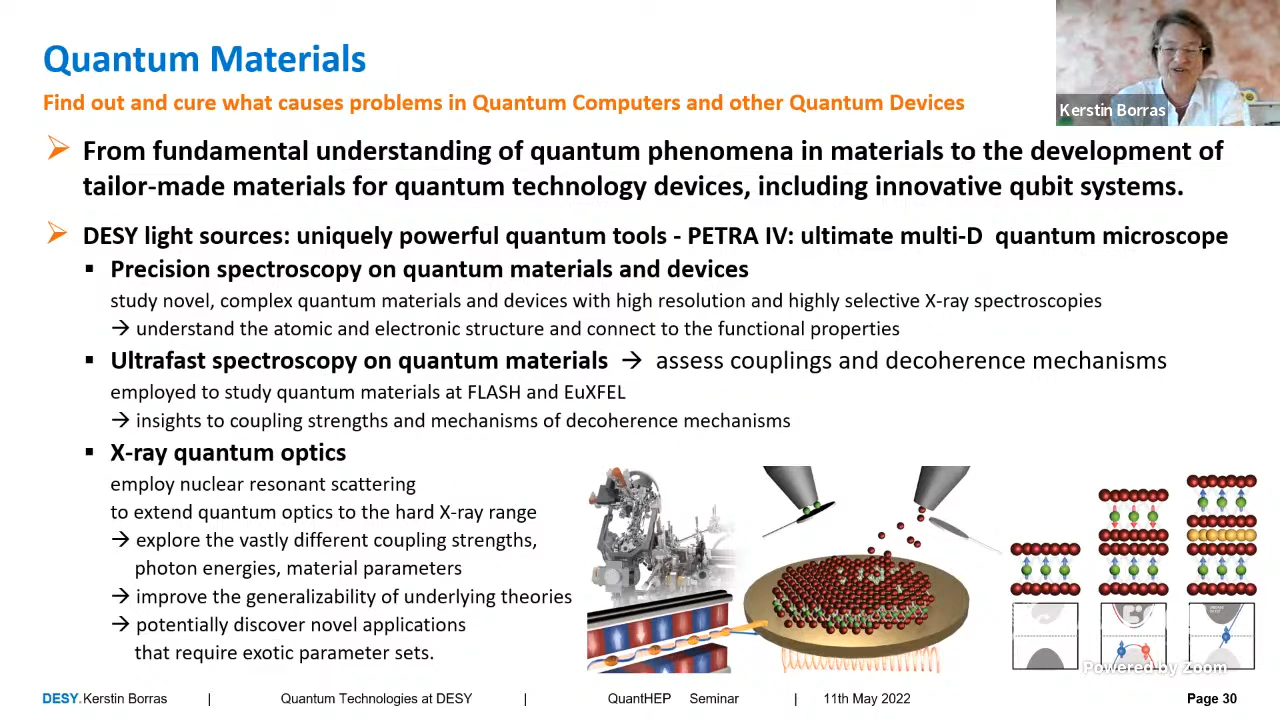 Quantum Materials
Find out and cure what causes problems in Quantum Computers and other Quantum Devices
Kerstin Borras
➢ From fundamental understanding of quantum phenomena in materials to the development of
tailor-made materials for quantum technology devices, including innovative qubit systems.
➢ DESY light sources: uniquely powerful quantum tools - PETRA IV: ultimate multi-D quantum microscope
▪ Precision spectroscopy on quantum materials and devices
study novel, complex quantum materials and devices with high resolution and highly selective X-ray spectroscopies
→ understand the atomic and electronic structure and connect to the functional properties
▪ Ultrafast spectroscopy on quantum materials → assess couplings and decoherence mechanisms
employed to study quantum materials at FLASH and EuXFEL
→ insights to coupling strengths and mechanisms of decoherence mechanisms
▪ X-ray quantum optics
employ nuclear resonant scattering
to extend quantum optics to the hard X-ray range
→ explore the vastly different coupling strengths,
photon energies, material parameters
→ improve the generalizability of underlying theories
→ potentially discover novel applications
that require exotic parameter sets.
Powered by Zoom
DESY. Kerstin Borras | Quantum Technologies at DESY | QuantHEP Seminar | 11th May 2022 Page 30